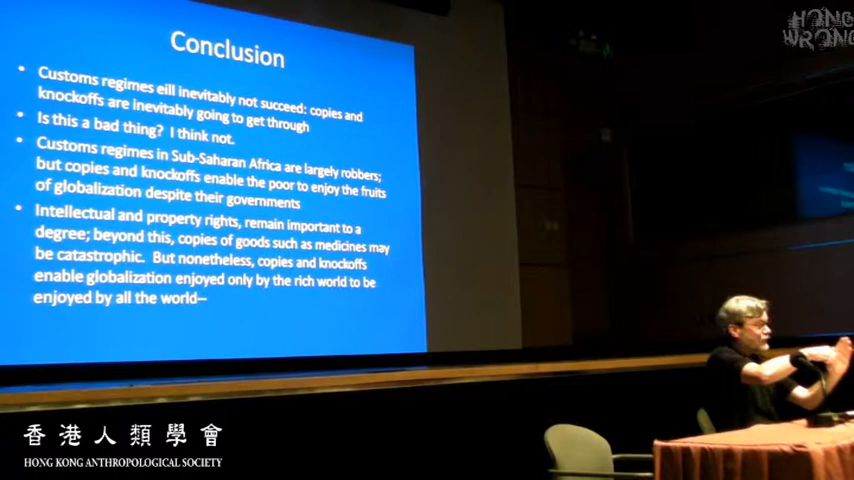 HONG
WRONG
Conclusion
• Customs regimes eill inevitably not succeed: copies and
knockoffs are inevitably going to get through
• Is this a bad thing? I think not.
• Customs regimes in Sub-Saharan Africa are largely robbers;
but copies and knockoffs enable the poor to enjoy the fruits
of globalization despite their governments
• Intellectual and property rights, remain important to a
degree; beyond this, copies of goods such as medicines may
be catastrophic. But nonetheless, copies and knockoffs
enable globalization enjoyed only by the rich world to be
enjoyed by all the world—
香港人類學會
HONG KONG ANTHROPOLOGICAL SOCIETY